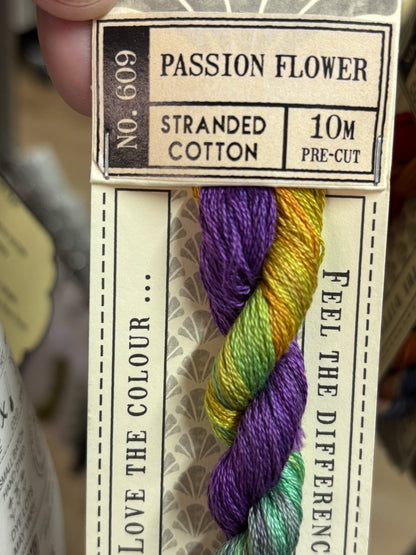 NO. 609
PASSION FLOWER
STRANDED
COTTON
10M
PRE-CUT
LOVE THE COLOUR ...
FEEL THE DIFFERENC